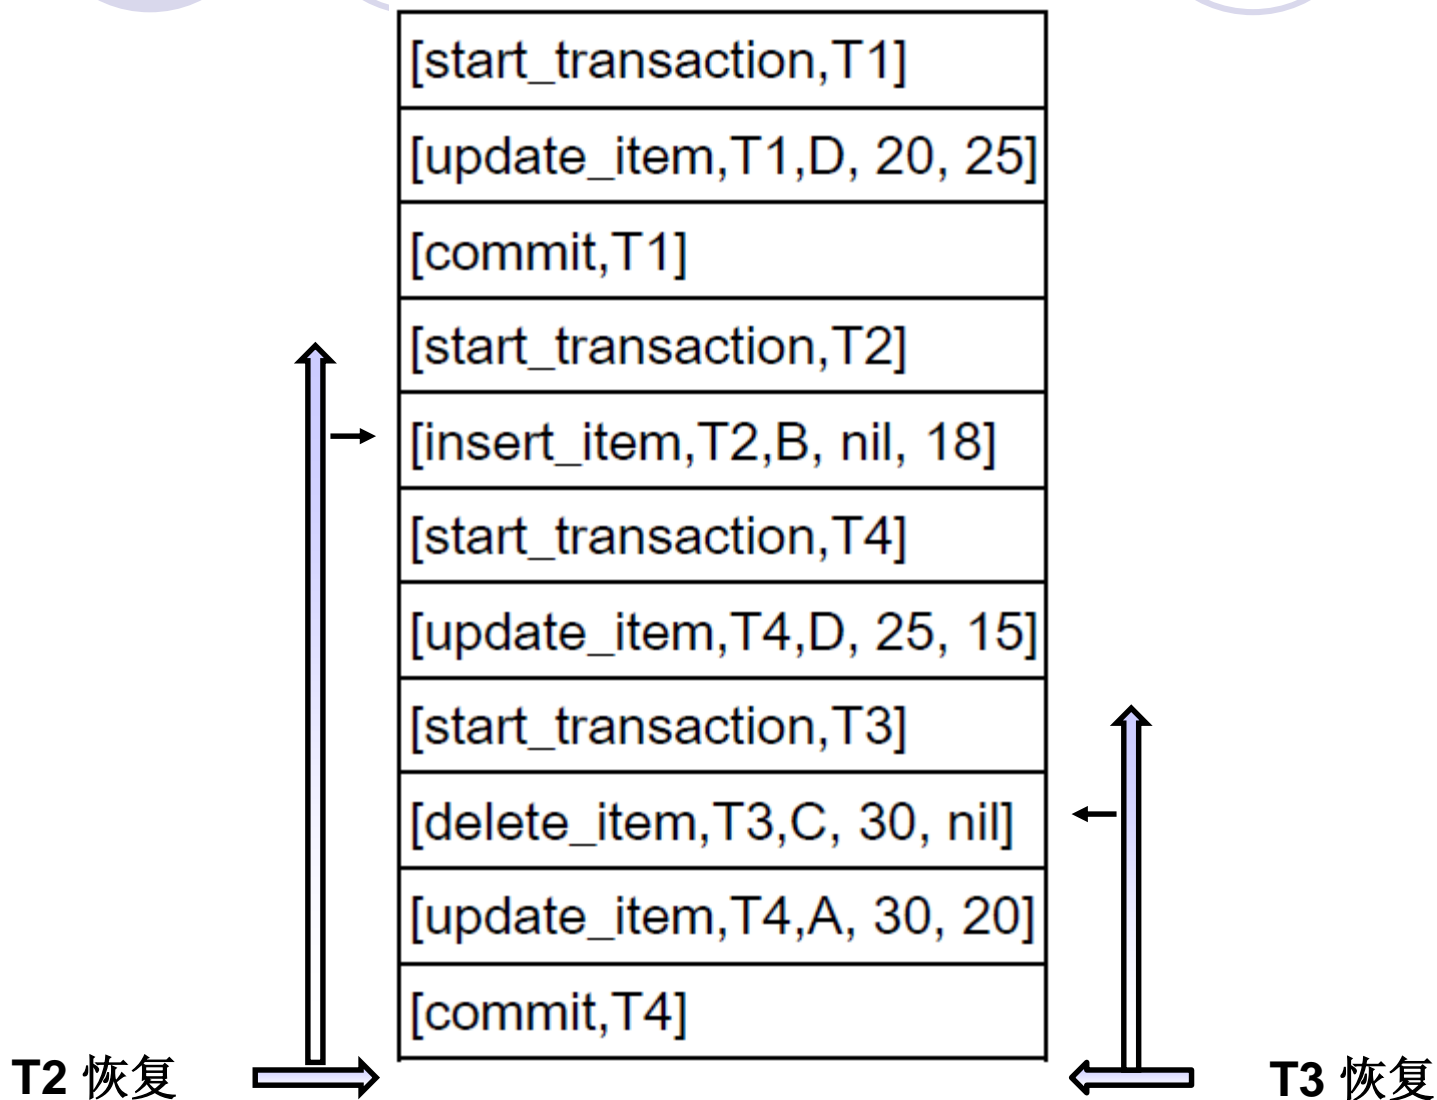 [start_transaction,T1]
[update_item,T1,D, 20, 25]
[commit,T1]
[start_transaction,T2]
[insert_item,T2,B, nil, 18]
[start_transaction,T4]
[update_item,T4,D, 25, 15]
[start_transaction,T3]
[delete_item,T3,C, 30, nil]
[update_item,T4,A, 30, 20]
[commit,T4]
T2 恢复
T3 恢复